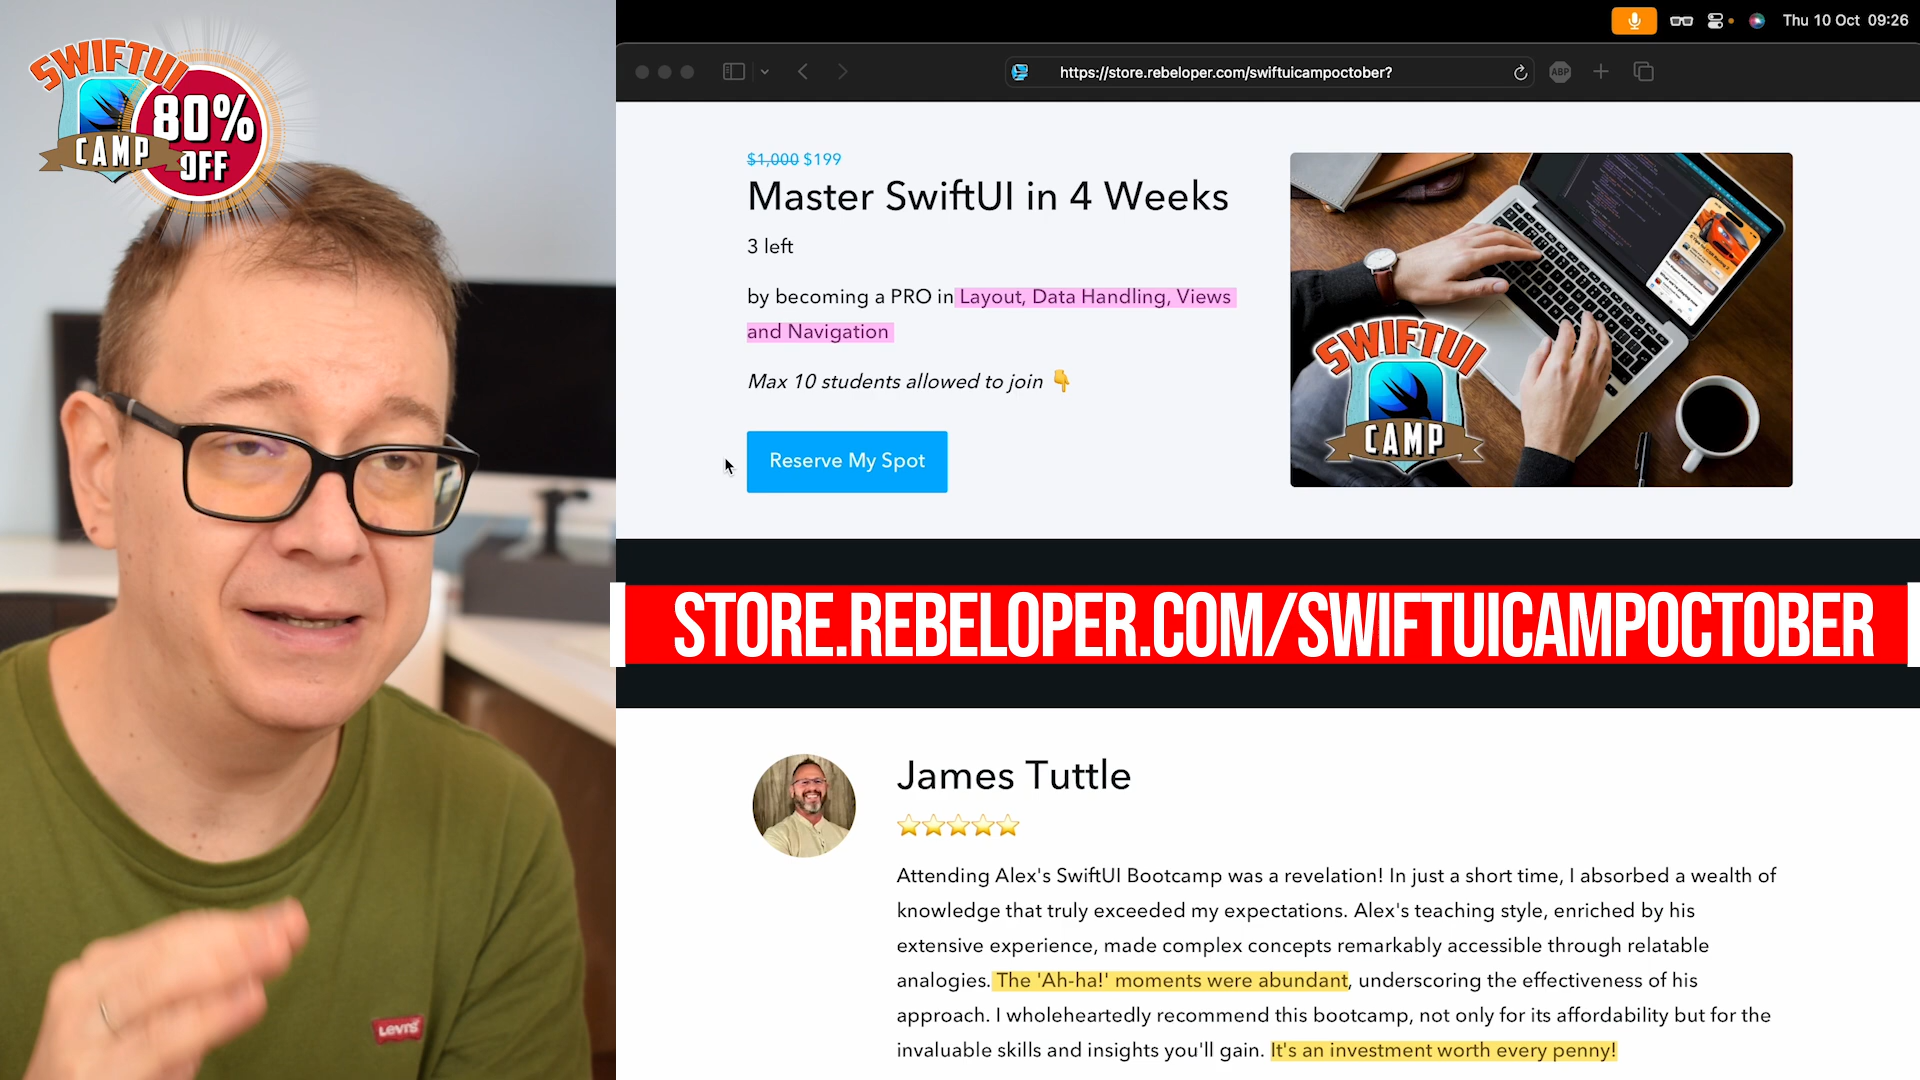 SWIFTUI
CAMP
80%
OFF
Levi's
Thu 10 Oct 09:26
https://store.rebeloper.com/swiftuicampoctober?
ABP
$1,000 $199
Master SwiftUI in 4 Weeks
3 left
by becoming a PRO in Layout, Data Handling, Views
and Navigation
Max 10 students allowed to join 👇
Reserve My Spot
SWIFTUI
CAMP
STORE.REBELOPER.COM/SWIFTUICAMPOCTOBER
James Tuttle
Attending Alex's SwiftUI Bootcamp was a revelation! In just a short time, I absorbed a wealth of
knowledge that truly exceeded my expectations. Alex's teaching style, enriched by his
extensive experience, made complex concepts remarkably accessible through relatable
analogies. The 'Ah-ha!' moments were abundant, underscoring the effectiveness of his
approach. I wholeheartedly recommend this bootcamp, not only for its affordability but for the
invaluable skills and insights you'll gain. It's an investment worth every penny!